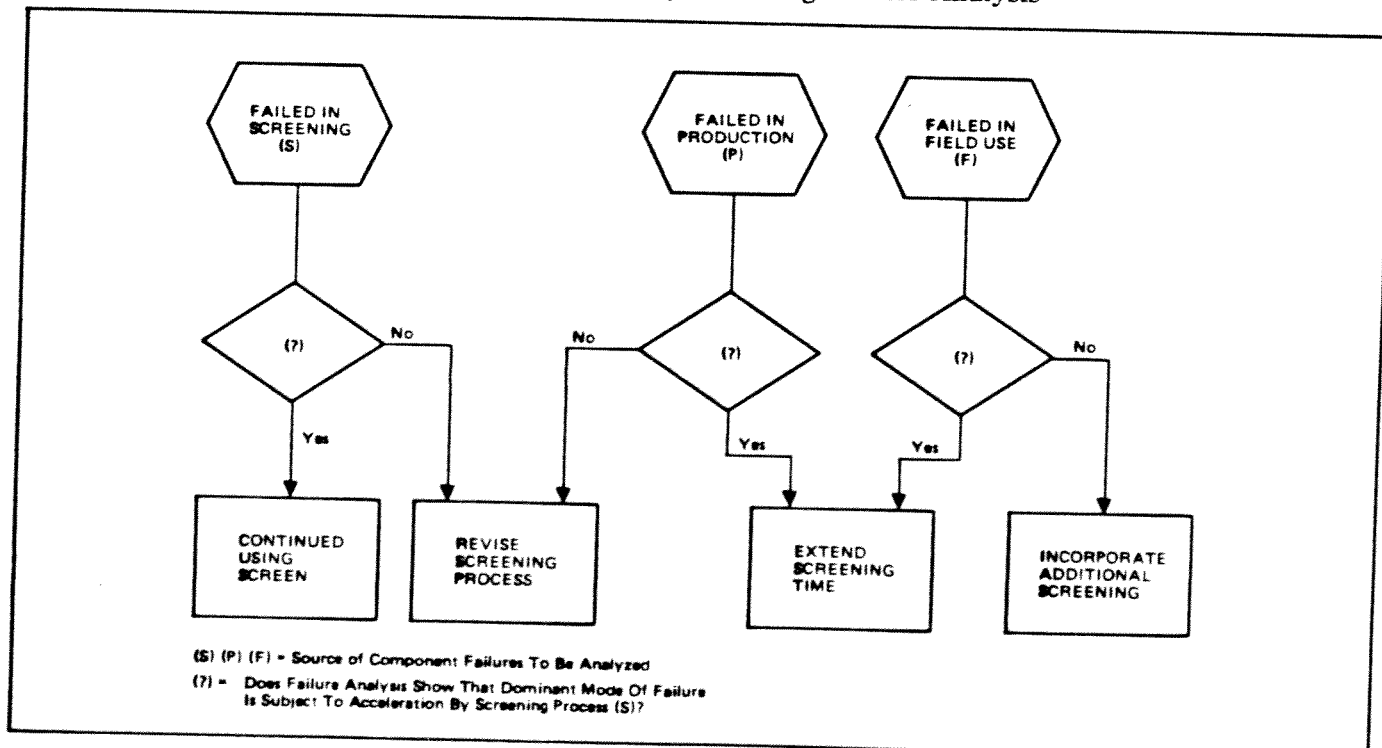 Analysis
FAILED IN
SCREENING
(S)
FAILED IN
PRODUCTION
(P)
FAILED IN
FIELD USE
(F)
(?)
No
Yes
(?)
No
Yes
(?)
No
Yes
CONTINUED
USING
SCREEN
REVISE
SCREENING
PROCESS
EXTEND
SCREENING
TIME
INCORPORATE
ADDITIONAL
SCREENING
(S) (P) (F) = Source of Component Failures To Be Analyzed
(?) = Does Failure Analysis Show That Dominant Mode Of Failure
Is Subject To Acceleration By Screening Process (S)?